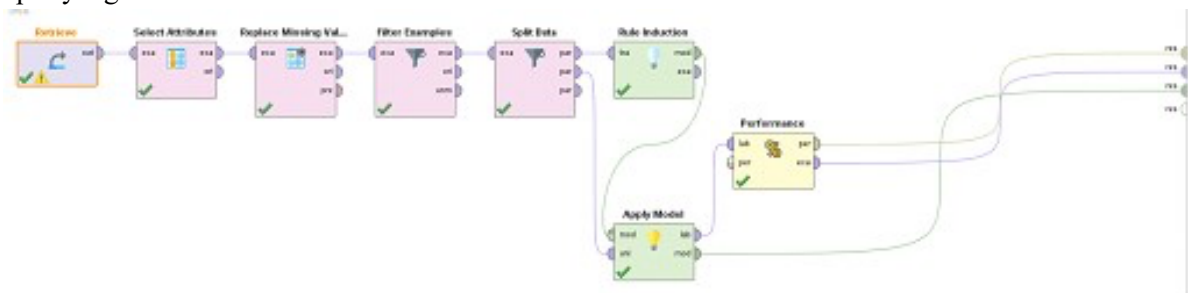 Retrieve
Select Attributes
Replace Missing Val...
Filter Examples
Split Data
Rule Induction
out
exa
exa
ori
exa
exa
ori
pre
exa
exa
ori
unm
exa
par
par
par
tra
mod
exa
Performance
lab
per
per
exa
Apply Model
mod
unl
lab
mod
res
res
res
res